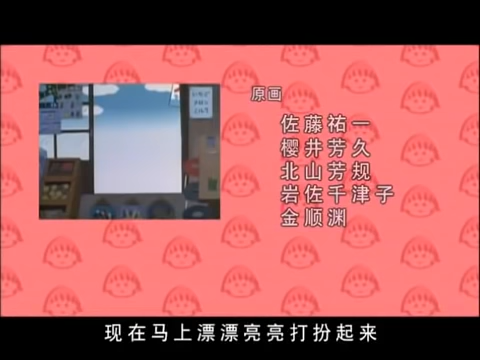 原画
佐藤祐一
樱井芳久
北山芳规
岩佐千津子
金顺渊
现在马上漂漂亮亮打扮起来